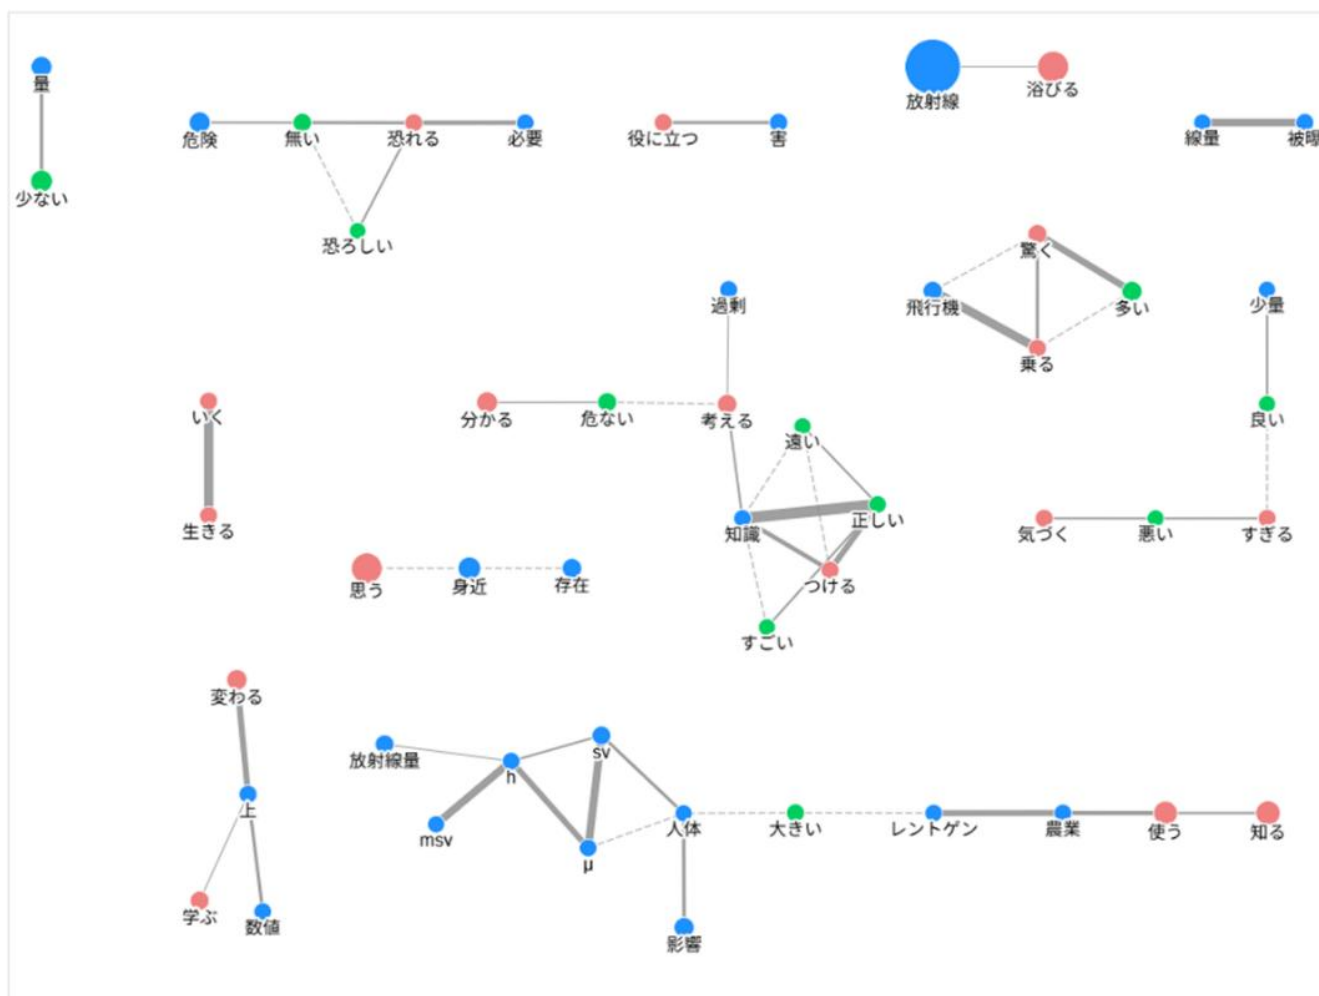 量
少ない
放射線
浴びる
危険
無い
恐れる
必要
恐ろしい
役に立つ
害
線量
被曝
驚く
飛行機
多い
乗る
過剰
少量
良い
いく
生きる
分かる
危ない
考える
遠い
知識
正しい
つける
すごい
気づく
悪い
すぎる
思う
身近
存在
変わる
上
学ぶ
数値
放射線量
h
sv
msv
μ
人体
大きい
レントゲン
農業
使う
知る
影響